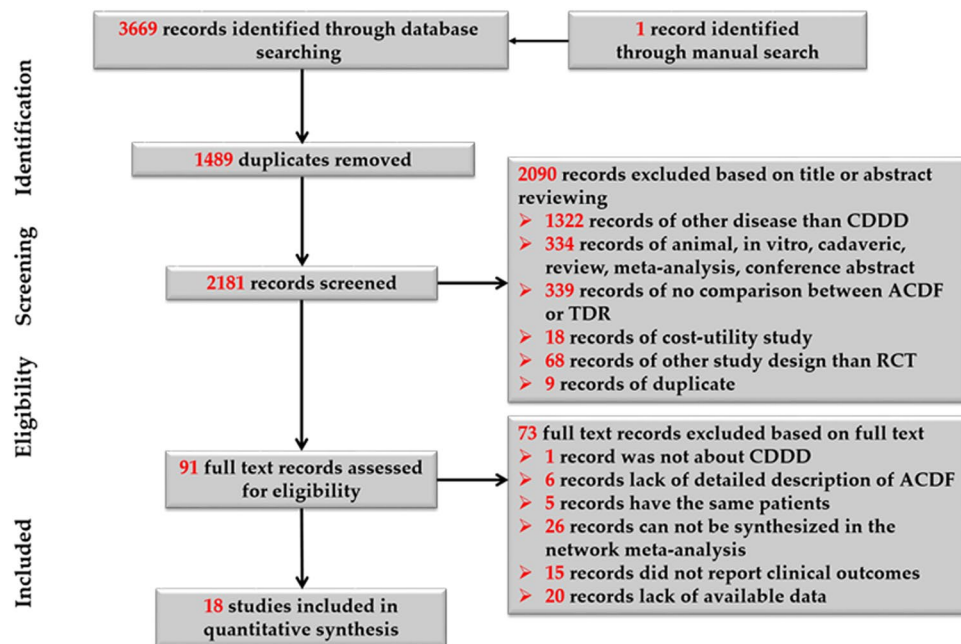 3669 records identified through database
searching
1 record identified
through manual search
Identification
1489 duplicates removed
2090 records excluded based on title or abstract
reviewing
➢ 1322 records of other disease than CDDD
➢ 334 records of animal, in vitro, cadaveric,
review, meta-analysis, conference abstract
➢ 339 records of no comparison between ACDF
or TDR
➢ 18 records of cost-utility study
➢ 68 records of other study design than RCT
➢ 9 records of duplicate
Screening
2181 records screened
Eligibility
91 full text records assessed
for eligibility
73 full text records excluded based on full text
➢ 1 record was not about CDDD
➢ 6 records lack of detailed description of ACDF
➢ 5 records have the same patients
➢ 26 records can not be synthesized in the
network meta-analysis
➢ 15 records did not report clinical outcomes
➢ 20 records lack of available data
Included
18 studies included in
quantitative synthesis